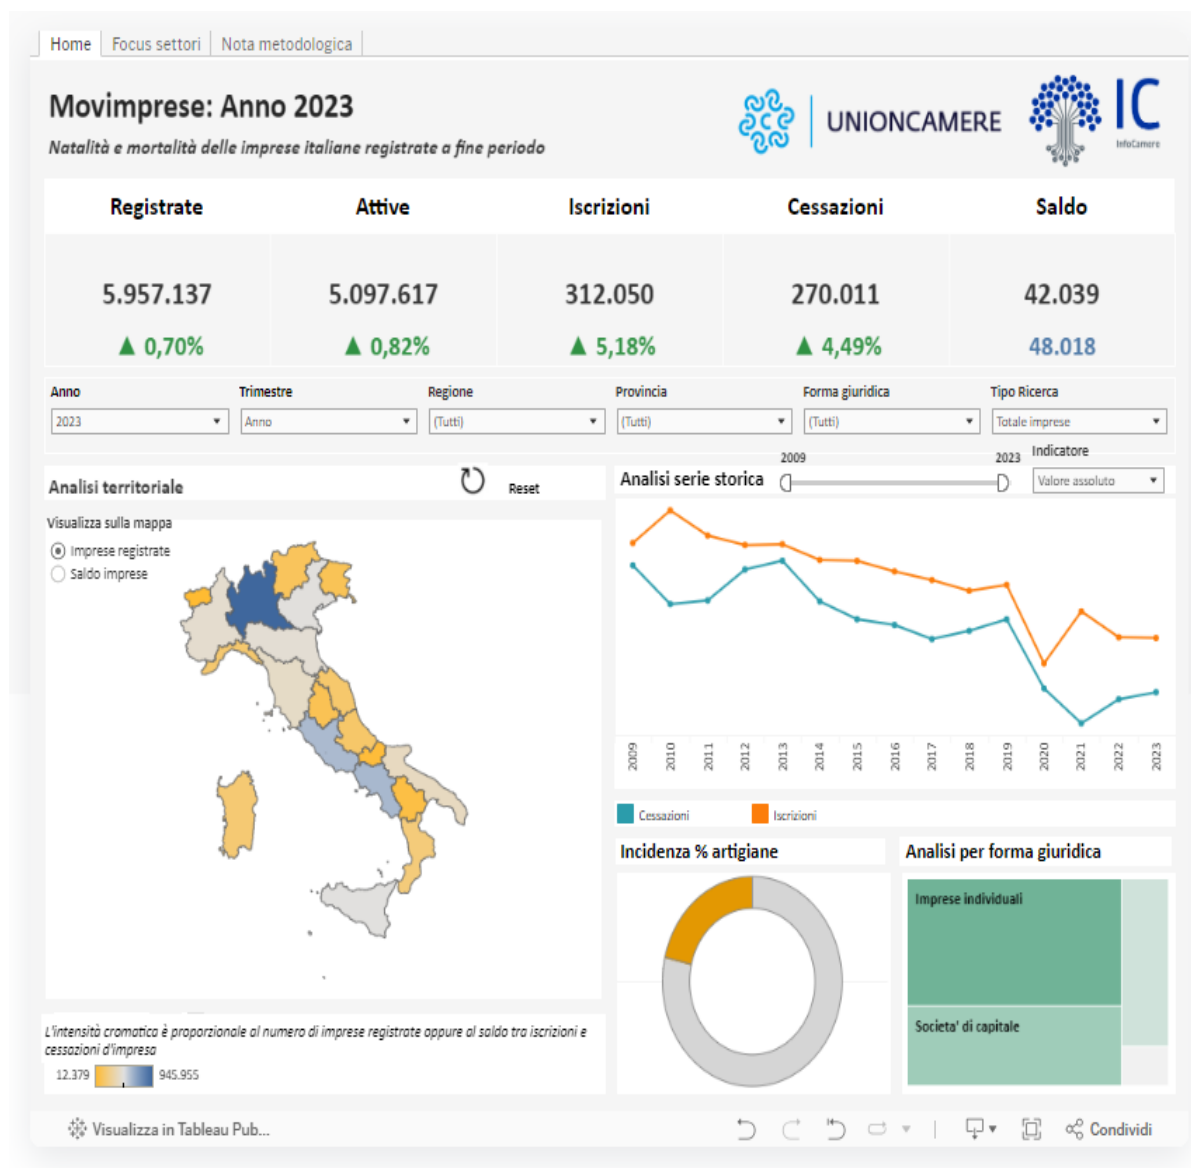 Home Focus settori Nota metodologica
Movimprese: Anno 2023
Natalità e mortalità delle imprese italiane registrate a fine periodo
UNIONCAMERE
IC
InfoCamere
Registrate Attive Iscrizioni Cessazioni Saldo
5.957.137 5.097.617 312.050 270.011 42.039
▲ 0,70% ▲ 0,82% ▲ 5,18% ▲ 4,49% 48.018
Anno Trimestre Regione Provincia Forma giuridica Tipo Ricerca
2023 Anno (Tutti) (Tutti) (Tutti) Totale imprese
Analisi territoriale
Reset
Visualizza sulla mappa
Imprese registrate
Saldo imprese
L'intensità cromatica è proporzionale al numero di imprese registrate oppure al saldo tra iscrizioni e
cessazioni d'impresa
12.379 945.955
Analisi serie storica
2009 2023
Indicatore
Valore assoluto
2009 2010 2011 2012 2013 2014 2015 2016 2017 2018 2019 2020 2021 2022 2023
Cessazioni Iscrizioni
Incidenza % artigiane
Analisi per forma giuridica
Imprese individuali
Societa' di capitale
Visualizza in Tableau Pub...
Condividi